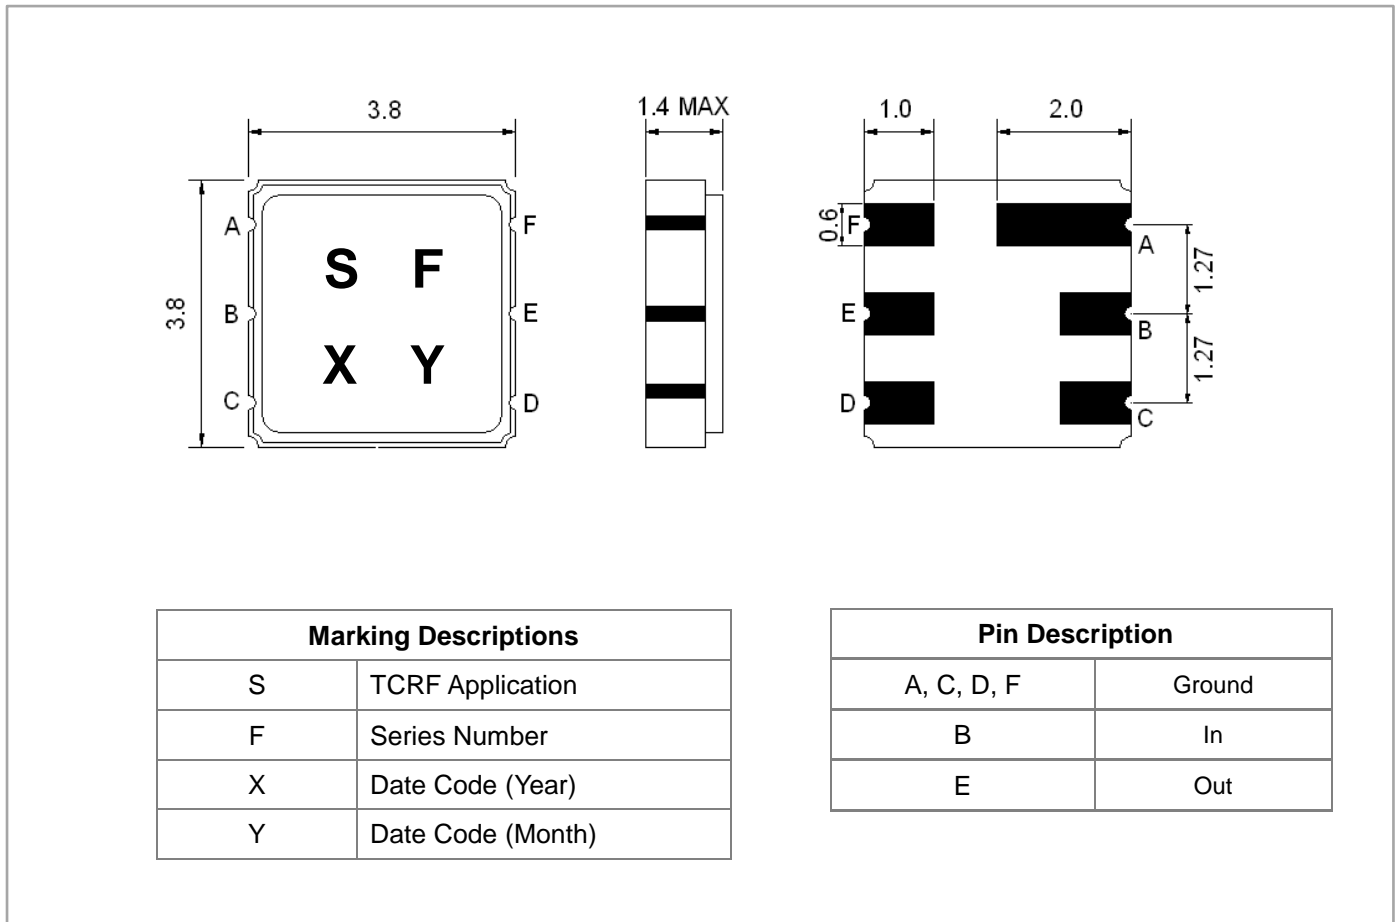 3.8
1.4 MAX
1.0
2.0
3.8
A
B
C
F
E
D
S F
X Y
0.6
F
E
D
A
B
C
1.27
1.27
Marking Descriptions
S TCRF Application
F Series Number
X Date Code (Year)
Y Date Code (Month)
Pin Description
A, C, D, F Ground
B In
E Out